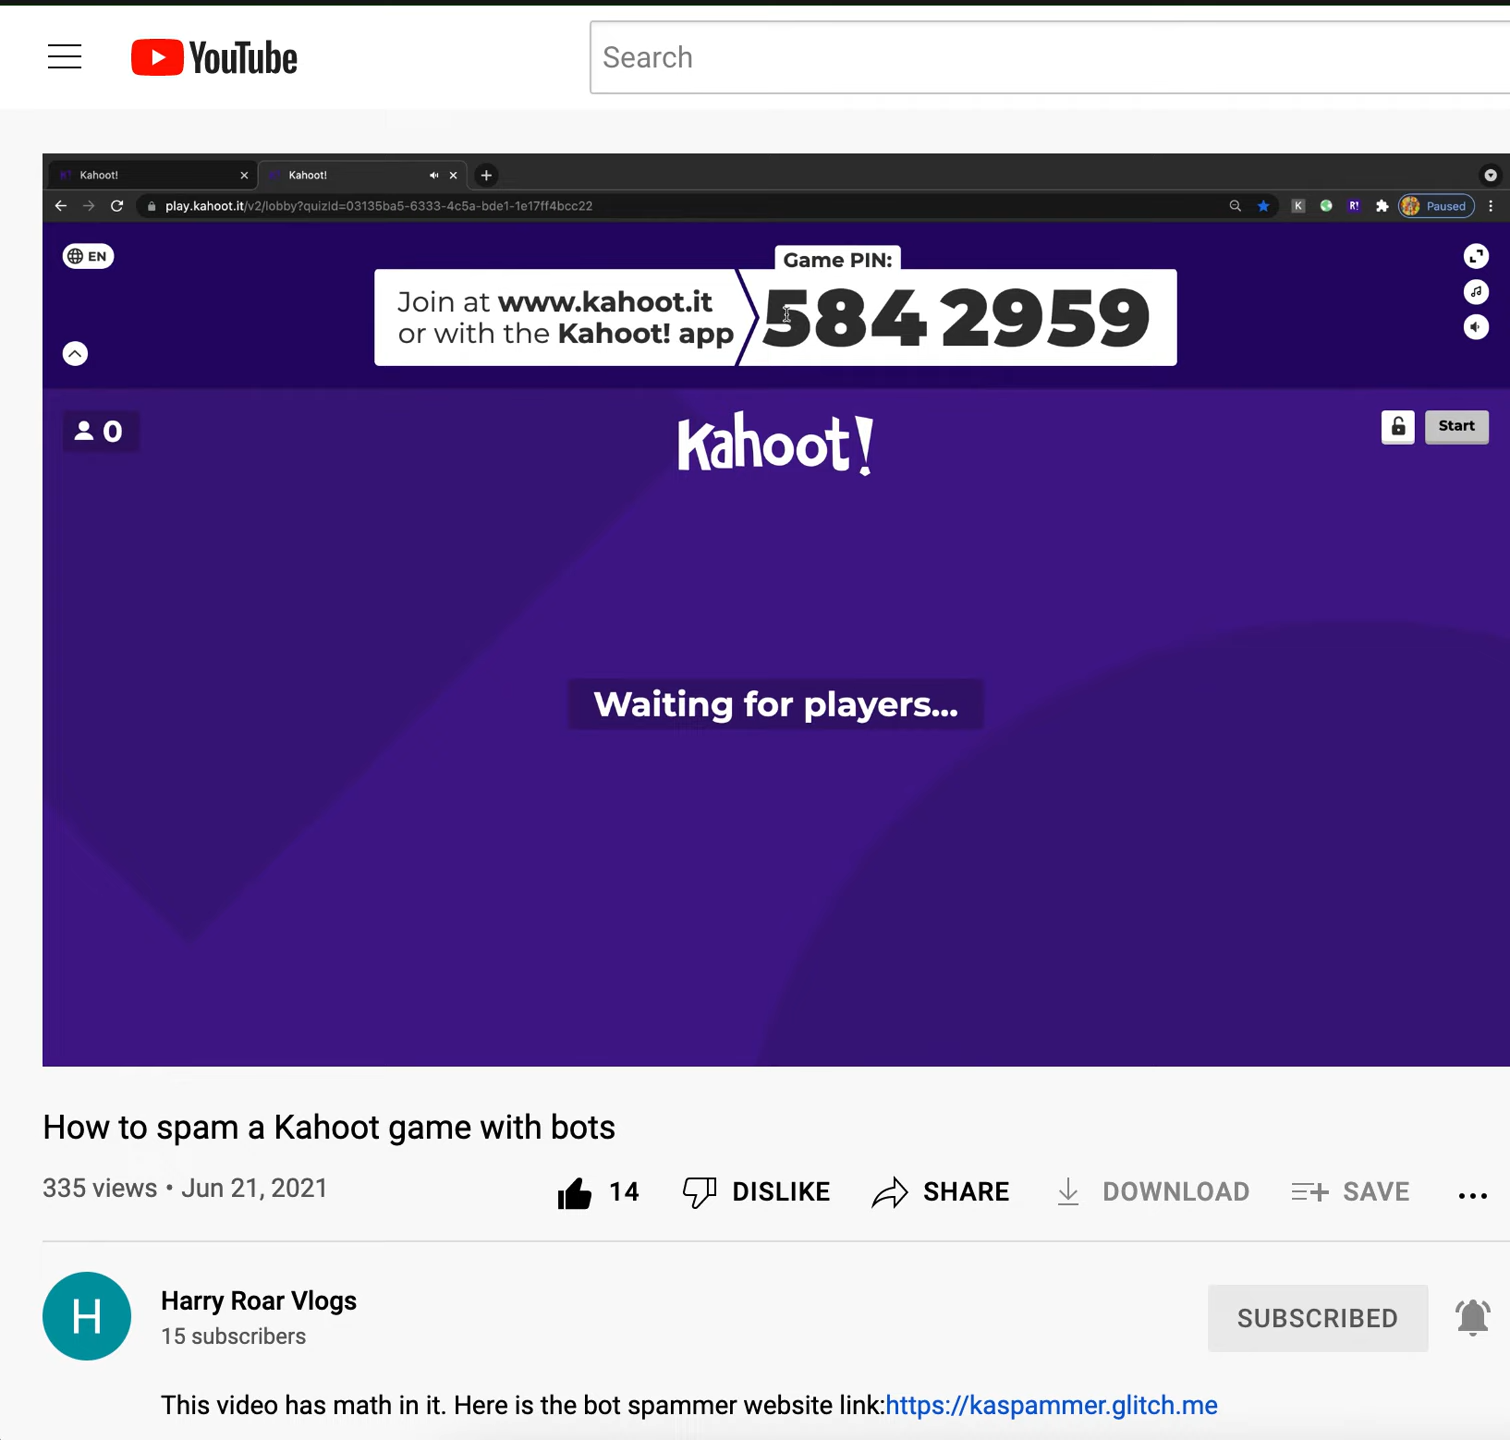 YouTube
Search
Kahoot!
Kahoot!
play.kahoot.it/v2/lobby?quizId=03135ba5-6333-4c5a-bde1-1e17ff4bcc22
K
R!
Paused
EN
Game PIN:
Join at www.kahoot.it
or with the Kahoot! app
584 2959
0
Kahoot!
Start
Waiting for players...
How to spam a Kahoot game with bots
335 views • Jun 21, 2021
14
DISLIKE
SHARE
DOWNLOAD
SAVE
H
Harry Roar Vlogs
15 subscribers
SUBSCRIBED
This video has math in it. Here is the bot spammer website link:https://kaspammer.glitch.me